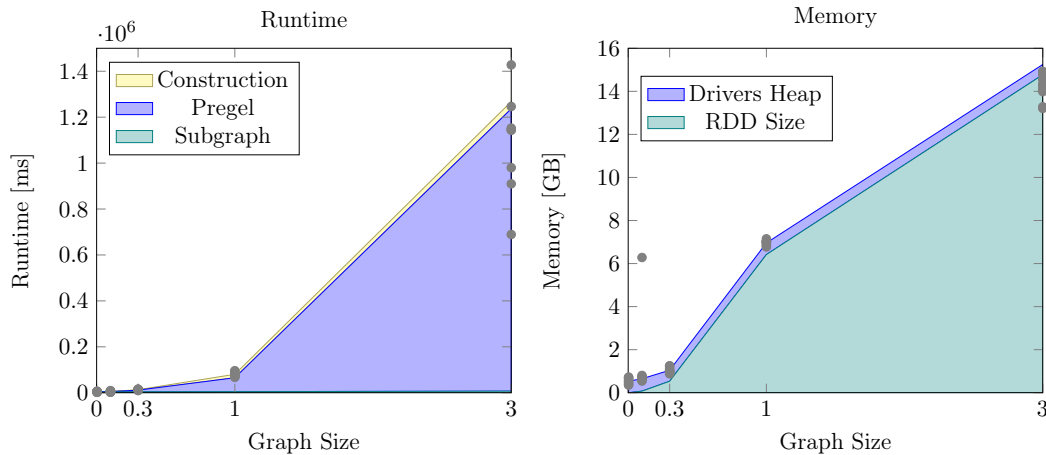 Runtime
·10^6
1.4
1.2
1
0.8
0.6
0.4
0.2
0
Runtime [ms]
Construction
Pregel
Subgraph
0 0.3 1 3
Graph Size
Memory
16
14
12
10
8
6
4
2
0
Memory [GB]
Drivers Heap
RDD Size
0 0.3 1 3
Graph Size